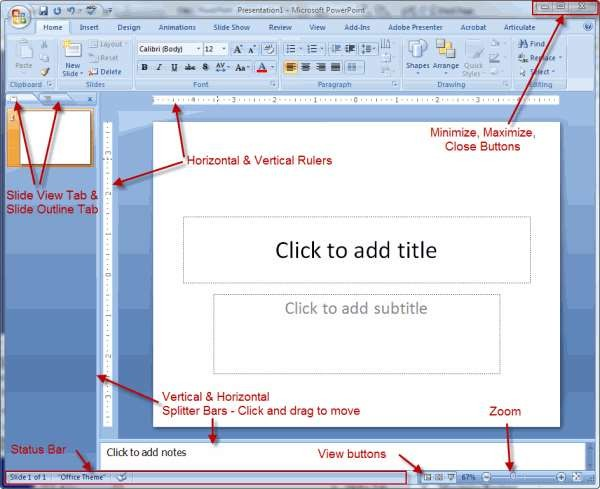 Presentation1 - Microsoft PowerPoint
Home Insert Design Animations Slide Show Review View Add-Ins Adobe Presenter Acrobat Articulate
Paste New Slide Calibri (Body) 12 Shapes Arrange Quick Styles Find Replace Select
Clipboard Slides Font Paragraph Drawing Editing
Minimize, Maximize,
Close Buttons
Horizontal & Vertical Rulers
Slide View Tab &
Slide Outline Tab
Click to add title
Click to add subtitle
Vertical & Horizontal
Splitter Bars - Click and drag to move
Zoom
Click to add notes
Status Bar
View buttons
Slide 1 of 1 "Office Theme" 67%